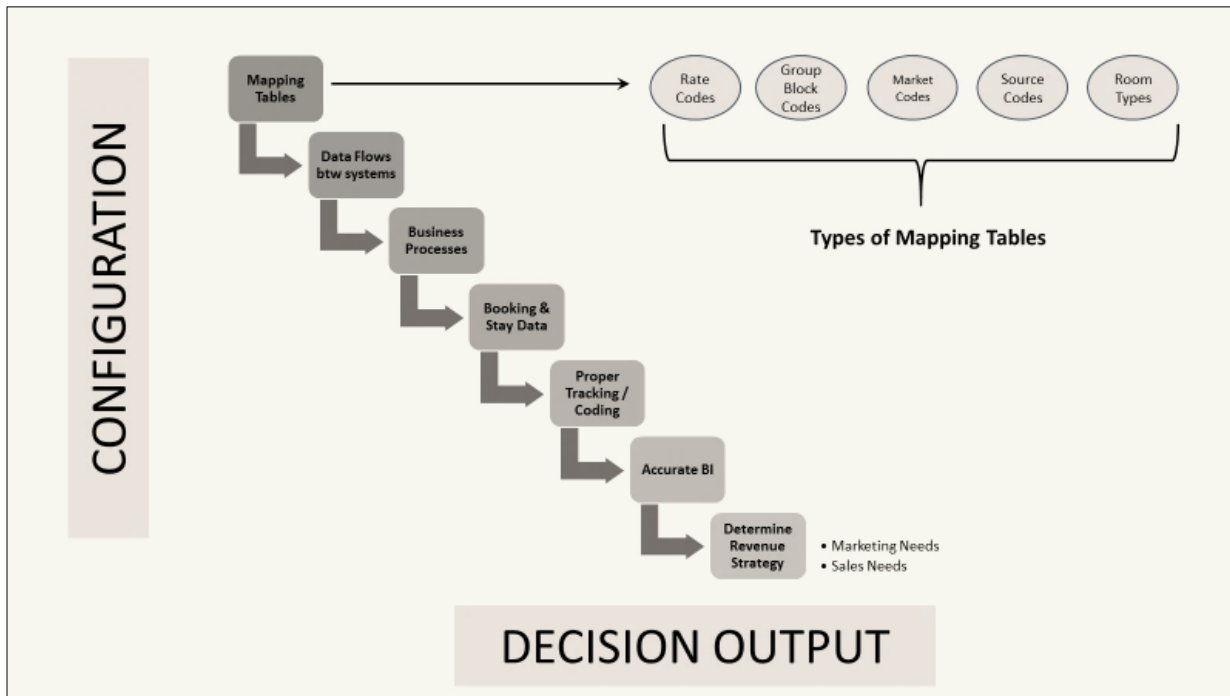 CONFIGURATION
Mapping
Tables
Rate
Codes
Group
Block
Codes
Market
Codes
Source
Codes
Room
Types
Types of Mapping Tables
Data Flows
btw systems
Business
Processes
Booking &
Stay Data
Proper
Tracking /
Coding
Accurate BI
Determine
Revenue
Strategy
• Marketing Needs
• Sales Needs
DECISION OUTPUT